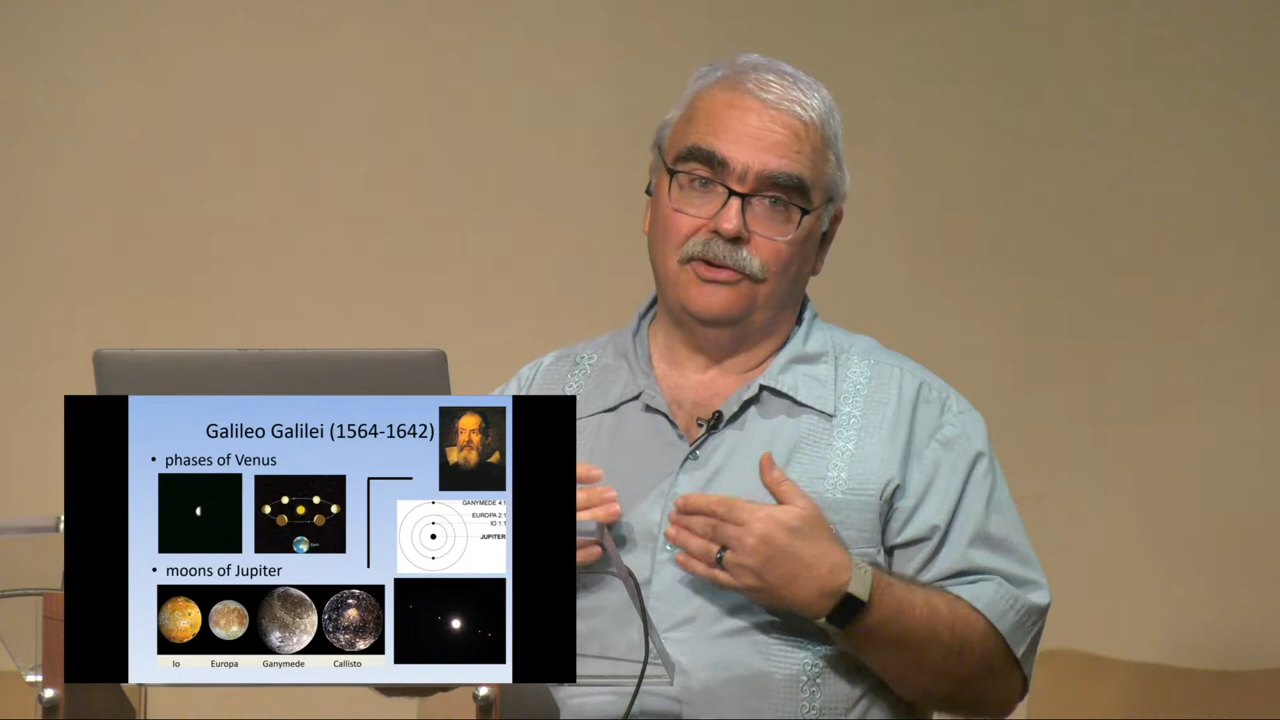 Galileo Galilei (1564-1642)
• phases of Venus
Earth
GANYMEDE 4:1
EUROPA 2:1
IO 1:1
JUPITER
• moons of Jupiter
Io Europa Ganymede Callisto